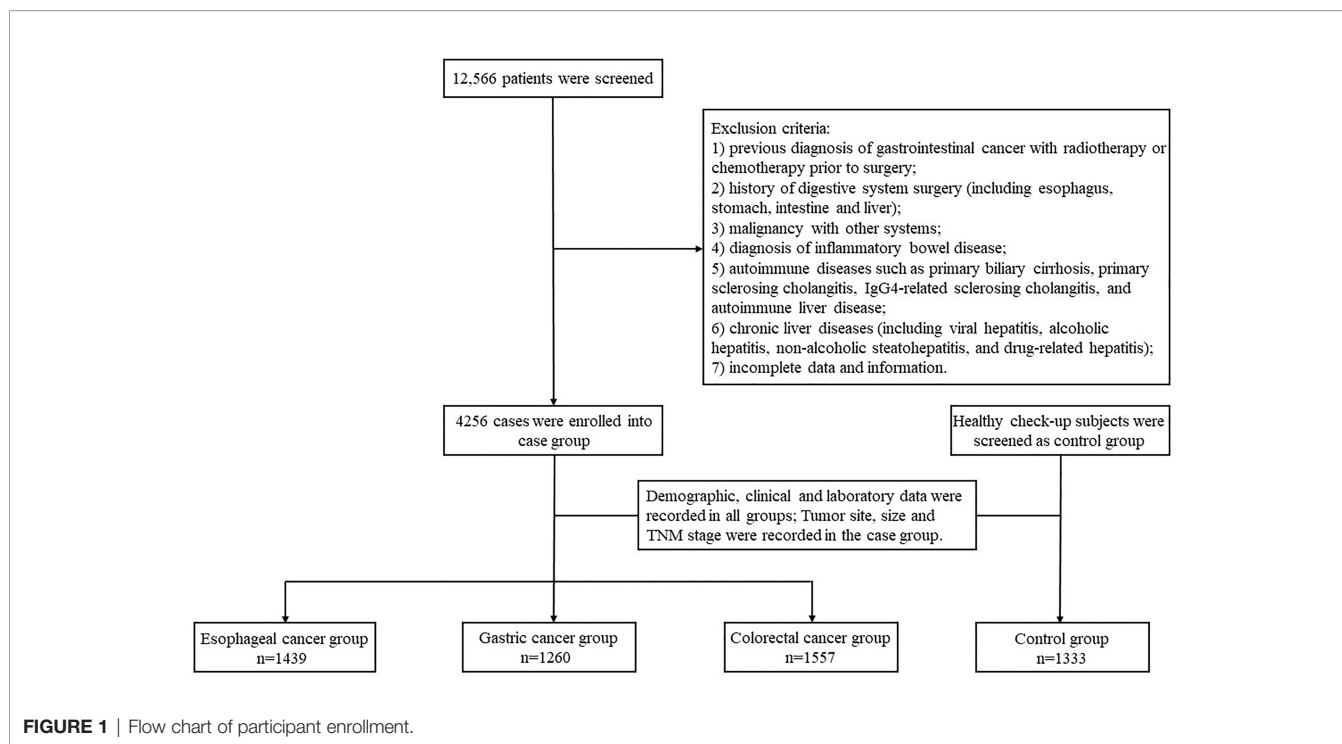 12,566 patients were screened
Exclusion criteria:
1) previous diagnosis of gastrointestinal cancer with radiotherapy or
chemotherapy prior to surgery;
2) history of digestive system surgery (including esophagus,
stomach, intestine and liver);
3) malignancy with other systems;
4) diagnosis of inflammatory bowel disease;
5) autoimmune diseases such as primary biliary cirrhosis, primary
sclerosing cholangitis, IgG4-related sclerosing cholangitis, and
autoimmune liver disease;
6) chronic liver diseases (including viral hepatitis, alcoholic
hepatitis, non-alcoholic steatohepatitis, and drug-related hepatitis);
7) incomplete data and information.
4256 cases were enrolled into
case group
Healthy check-up subjects were
screened as control group
Demographic, clinical and laboratory data were
recorded in all groups; Tumor site, size and
TNM stage were recorded in the case group.
Esophageal cancer group
n=1439
Gastric cancer group
n=1260
Colorectal cancer group
n=1557
Control group
n=1333
FIGURE 1 | Flow chart of participant enrollment.